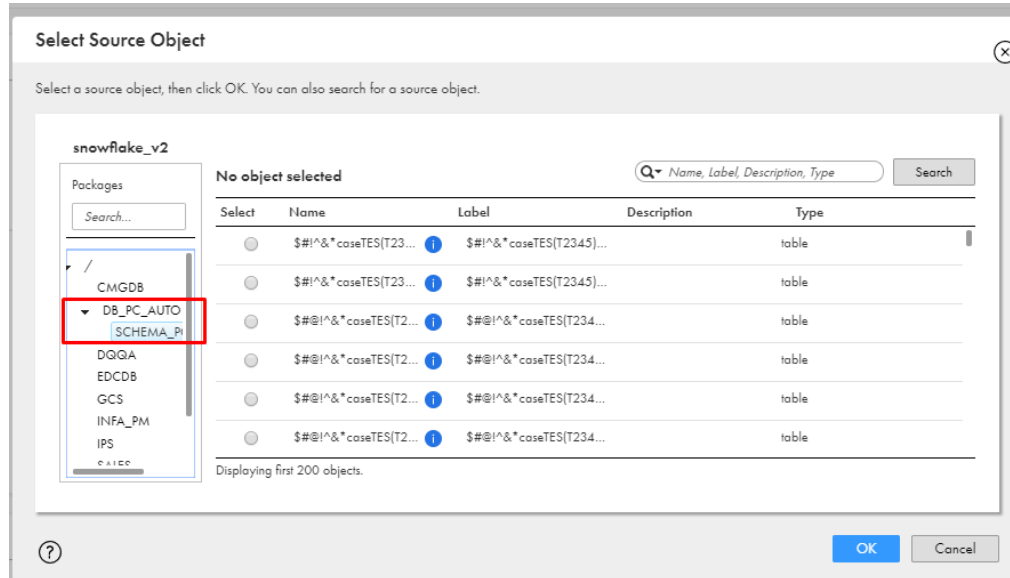 Select Source Object
Select a source object, then click OK. You can also search for a source object.
snowflake_v2
Packages
Search...
/
CMGDB
DB_PC_AUTO
SCHEMA_P
DQQA
EDCDB
GCS
INFA_PM
IPS
SALES
No object selected
Name, Label, Description, Type
Search
Select Name Label Description Type
$#!^&*caseTES(T23... i $#!^&*caseTES(T2345)... table
$#!^&*caseTES(T23... i $#!^&*caseTES(T2345)... table
$#@!^&*caseTES(T2... i $#@!^&*caseTES(T234... table
$#@!^&*caseTES(T2... i $#@!^&*caseTES(T234... table
$#@!^&*caseTES(T2... i $#@!^&*caseTES(T234... table
$#@!^&*caseTES(T2... i $#@!^&*caseTES(T234... table
Displaying first 200 objects.
?
OK Cancel